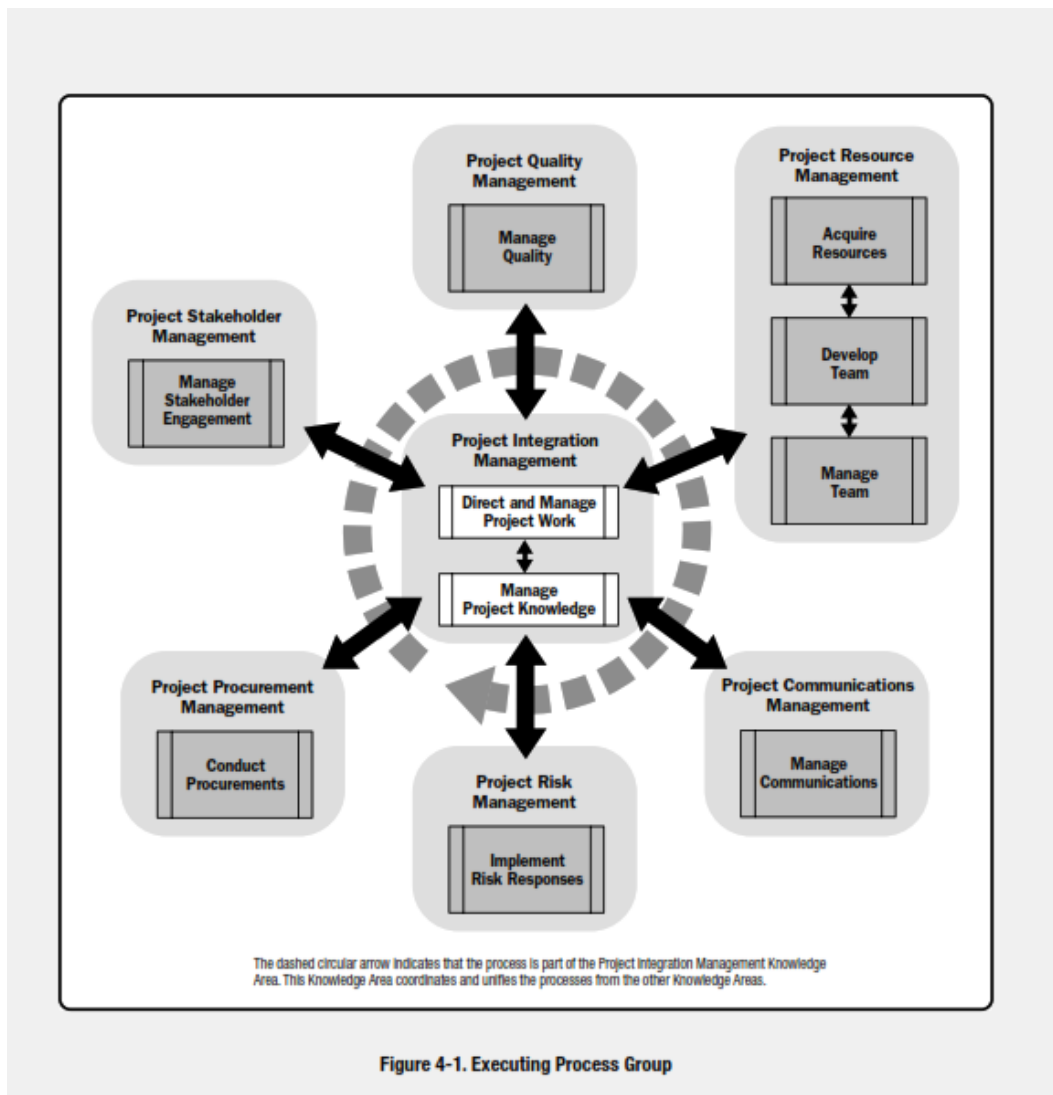 Project Quality
Management
Manage
Quality
Project Resource
Management
Acquire
Resources
Develop
Team
Manage
Team
Project Stakeholder
Management
Manage
Stakeholder
Engagement
Project Integration
Management
Direct and Manage
Project Work
Manage
Project Knowledge
Project Procurement
Management
Conduct
Procurements
Project Communications
Management
Manage
Communications
Project Risk
Management
Implement
Risk Responses
The dashed circular arrow indicates that the process is part of the Project Integration Management Knowledge
Area. This Knowledge Area coordinates and unifies the processes from the other Knowledge Areas.
Figure 4-1. Executing Process Group